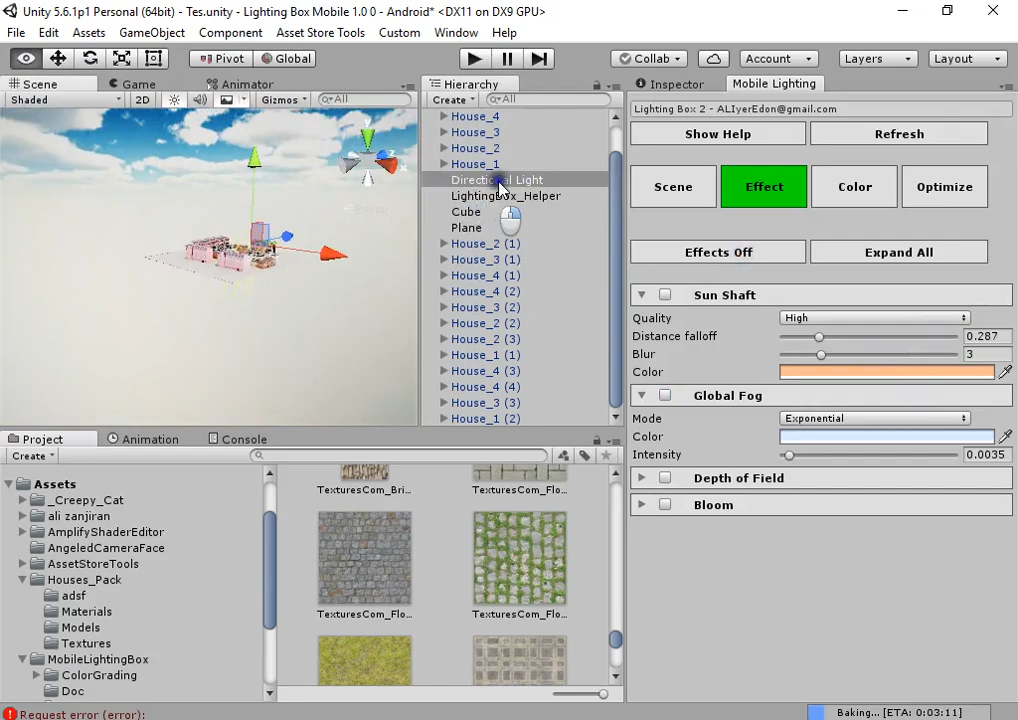 Unity 5.6.1p1 Personal (64bit) - Tes.unity - Lighting Box Mobile 1.0 0 - Android* <DX11 on DX9 GPU>
File Edit Assets GameObject Component Asset Store Tools Custom Window Help
Pivot Global Collab Account Layers Layout
Scene Game Animator Hierarchy Inspector Mobile Lighting
Shaded 2D Gizmos All Create All
Lighting Box 2 - ALIyerEdon@gmail.com
Show Help Refresh
Scene Effect Color Optimize
Effects Off Expand All
House_4
House_3
House_2
House_1
Directional Light
LightingBox_Helper
Cube
Plane
House_2 (1)
House_3 (1)
House_4 (1)
House_4 (2)
House_3 (2)
House_2 (2)
House_2 (3)
House_1 (1)
House_4 (3)
House_4 (4)
House_3 (3)
House_1 (2)
Sun Shaft
Quality High
Distance falloff 0.287
Blur 3
Color
Global Fog
Mode Exponential
Color
Intensity 0.0035
Depth of Field
Bloom
Project Animation Console
Create
Assets
_Creepy_Cat
ali zanjiran
AmplifyShaderEditor
AngeledCameraFace
AssetStoreTools
Houses_Pack
adsf
Materials
Models
Textures
MobileLightingBox
ColorGrading
Doc
TexturesCom_Bri... TexturesCom_Flo...
TexturesCom_Flo... TexturesCom_Flo...
Request error (error):
Baking... [ETA: 0:03:11]